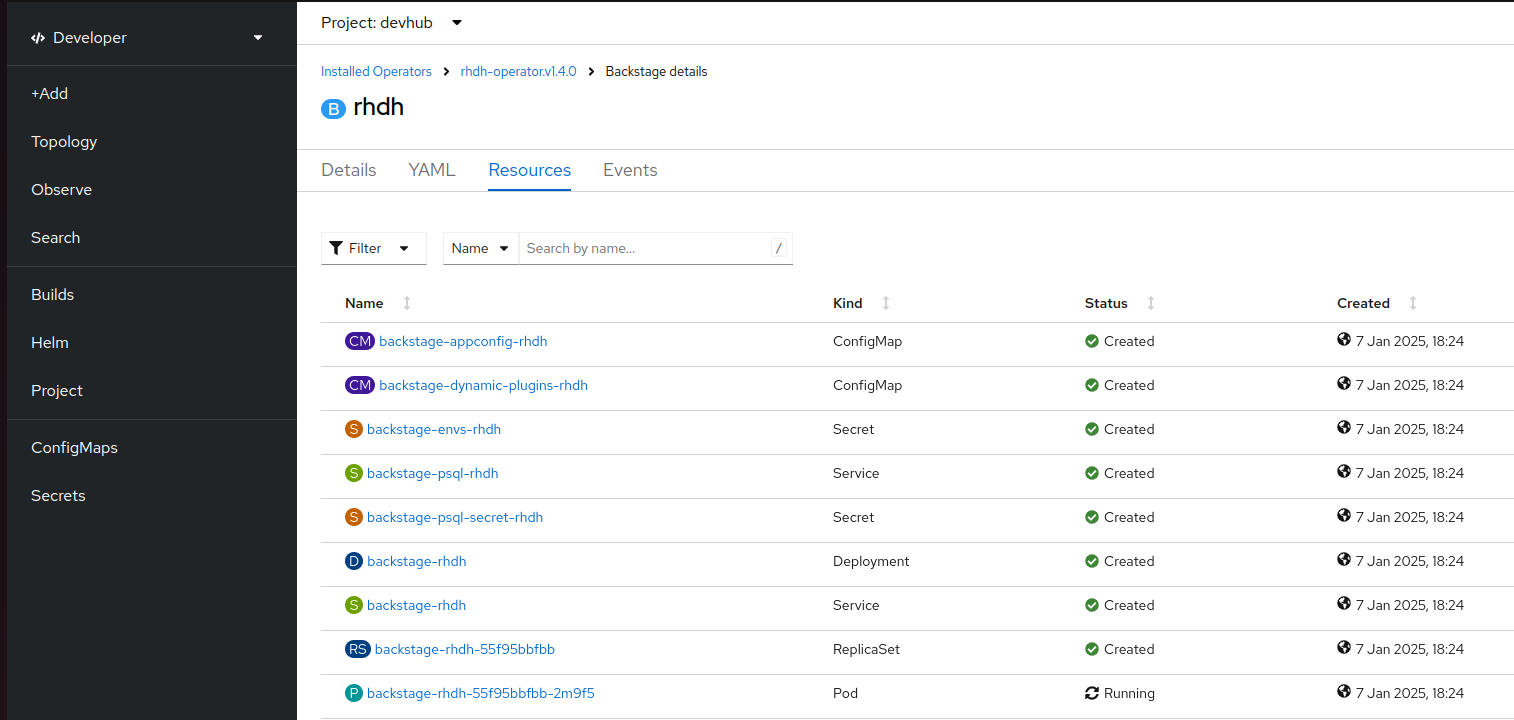 Developer
+Add
Topology
Observe
Search
Builds
Helm
Project
ConfigMaps
Secrets
Project: devhub
Installed Operators > rhdh-operator.v1.4.0 > Backstage details
B rhdh
Details YAML Resources Events
Filter Name Search by name... /
Name Kind Status Created
CM backstage-appconfig-rhdh ConfigMap Created 7 Jan 2025, 18:24
CM backstage-dynamic-plugins-rhdh ConfigMap Created 7 Jan 2025, 18:24
S backstage-envs-rhdh Secret Created 7 Jan 2025, 18:24
S backstage-psql-rhdh Service Created 7 Jan 2025, 18:24
S backstage-psql-secret-rhdh Secret Created 7 Jan 2025, 18:24
D backstage-rhdh Deployment Created 7 Jan 2025, 18:24
S backstage-rhdh Service Created 7 Jan 2025, 18:24
RS backstage-rhdh-55f95bbfbb ReplicaSet Created 7 Jan 2025, 18:24
P backstage-rhdh-55f95bbfbb-2m9f5 Pod Running 7 Jan 2025, 18:24